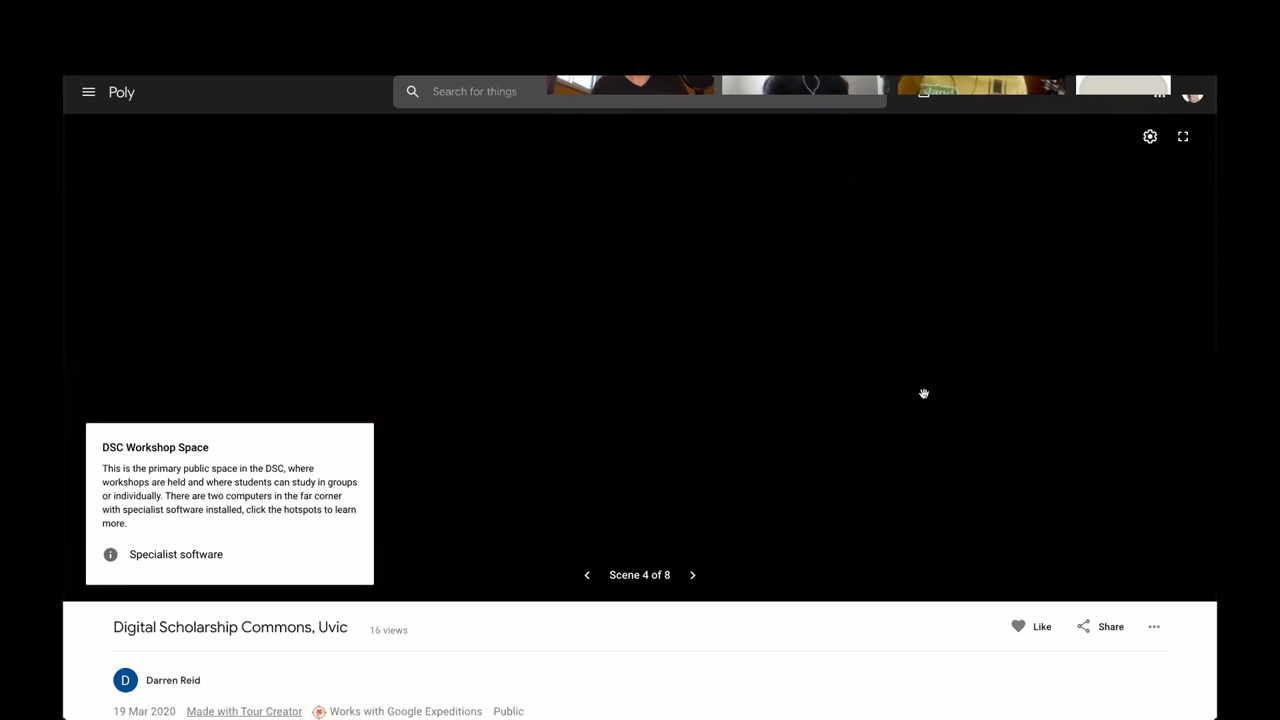 Poly
Search for things
DSC Workshop Space
This is the primary public space in the DSC, where
workshops are held and where students can study in groups
or individually. There are two computers in the far corner
with specialist software installed, click the hotspots to learn
more.
Specialist software
Scene 4 of 8
Digital Scholarship Commons, Uvic 16 views
Like Share
D Darren Reid
19 Mar 2020 Made with Tour Creator Works with Google Expeditions Public